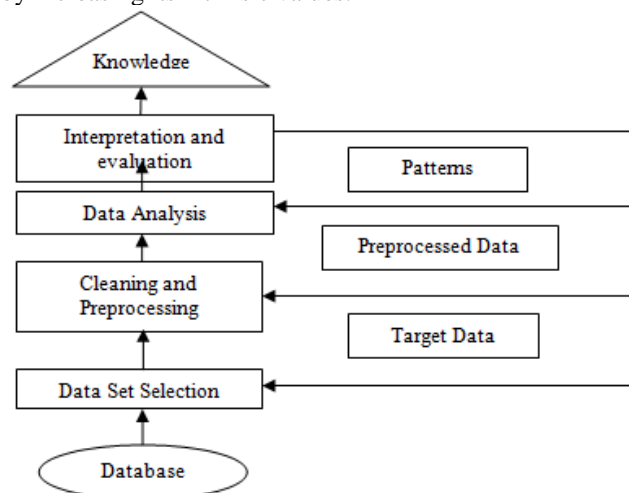 Knowledge
Interpretation and
evaluation
Patterns
Data Analysis
Preprocessed Data
Cleaning and
Preprocessing
Target Data
Data Set Selection
Database